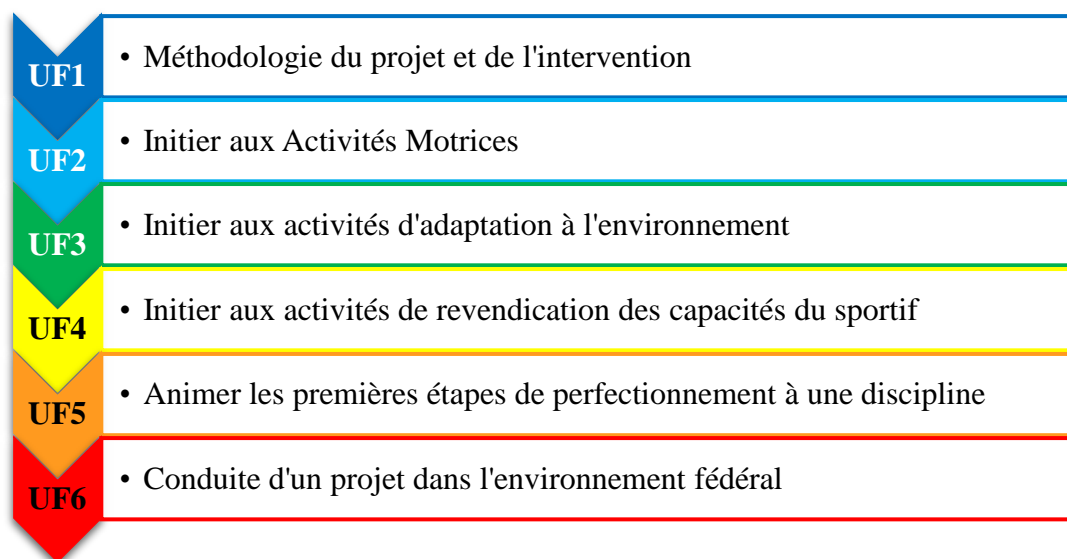 UF1
• Méthodologie du projet et de l'intervention
UF2
• Initier aux Activités Motrices
UF3
• Initier aux activités d'adaptation à l'environnement
UF4
• Initier aux activités de revendication des capacités du sportif
UF5
• Animer les premières étapes de perfectionnement à une discipline
UF6
• Conduite d'un projet dans l'environnement fédéral